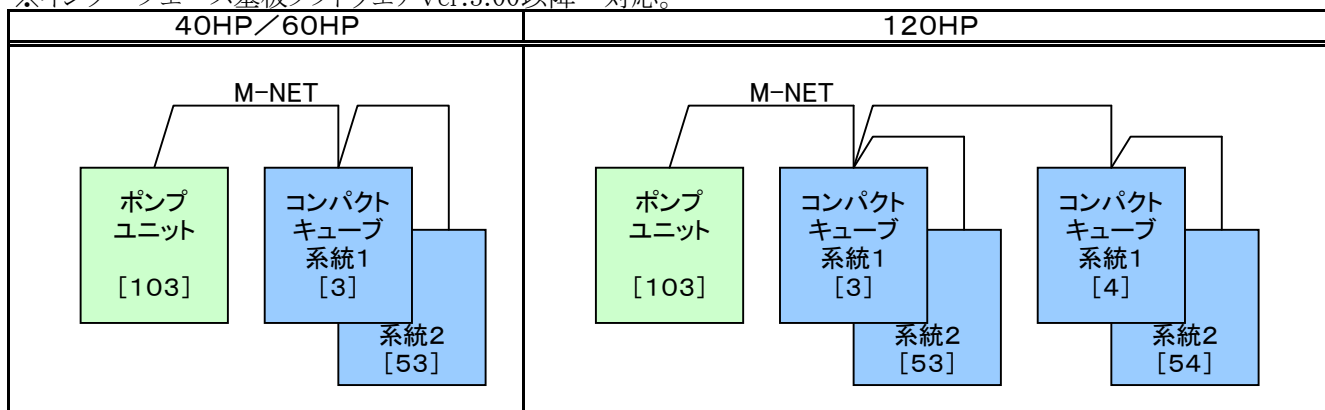 40HP/60HP
120HP
M-NET
ポンプ
ユニット
[103]
コンパクト
キューブ
系統1
[3]
系統2
[53]
M-NET
ポンプ
ユニット
[103]
コンパクト
キューブ
系統1
[3]
系統2
[53]
コンパクト
キューブ
系統1
[4]
系統2
[54]